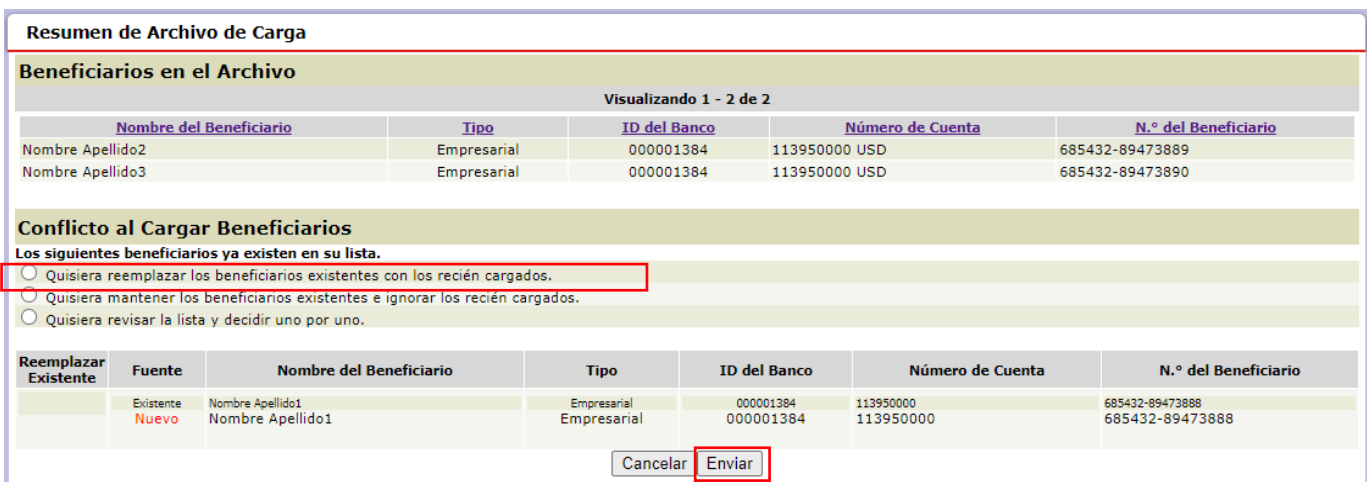 Resumen de Archivo de Carga
Beneficiarios en el Archivo
Visualizando 1 - 2 de 2
Nombre del Beneficiario Tipo ID del Banco Número de Cuenta N.º del Beneficiario
Nombre Apellido2 Empresarial 000001384 113950000 USD 685432-89473889
Nombre Apellido3 Empresarial 000001384 113950000 USD 685432-89473890
Conflicto al Cargar Beneficiarios
Los siguientes beneficiarios ya existen en su lista.
Quisiera reemplazar los beneficiarios existentes con los recién cargados.
Quisiera mantener los beneficiarios existentes e ignorar los recién cargados.
Quisiera revisar la lista y decidir uno por uno.
Reemplazar Existente Fuente Nombre del Beneficiario Tipo ID del Banco Número de Cuenta N.º del Beneficiario
Existente Nombre Apellido1 Empresarial 000001384 113950000 685432-89473888
Nuevo Nombre Apellido1 Empresarial 000001384 113950000 685432-89473888
Cancelar Enviar